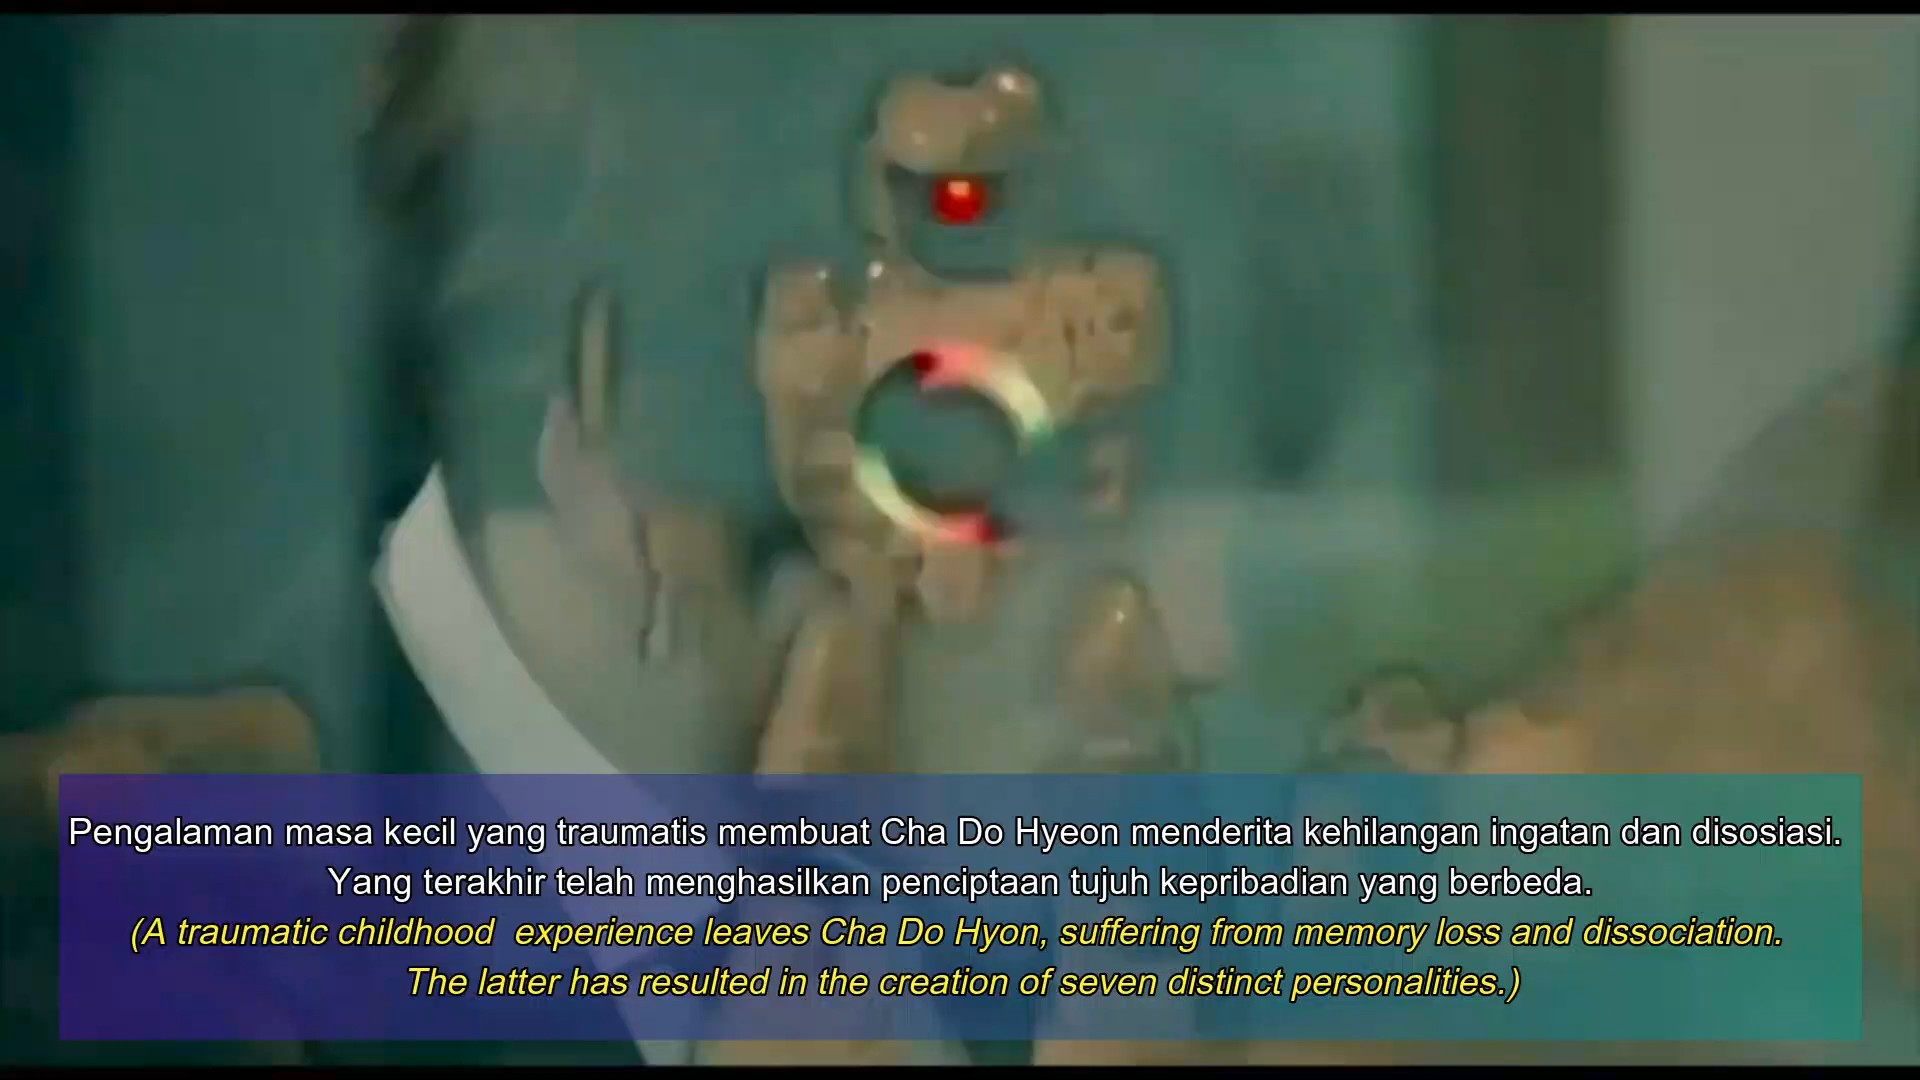 Pengalaman masa kecil yang traumatis membuat Cha Do Hyeon menderita kehilangan ingatan dan disosiasi.
Yang terakhir telah menghasilkan penciptaan tujuh kepribadian yang berbeda.
(A traumatic childhood  experience leaves Cha Do Hyon, suffering from memory loss and dissociation.
The latter has resulted in the creation of seven distinct personalities.)